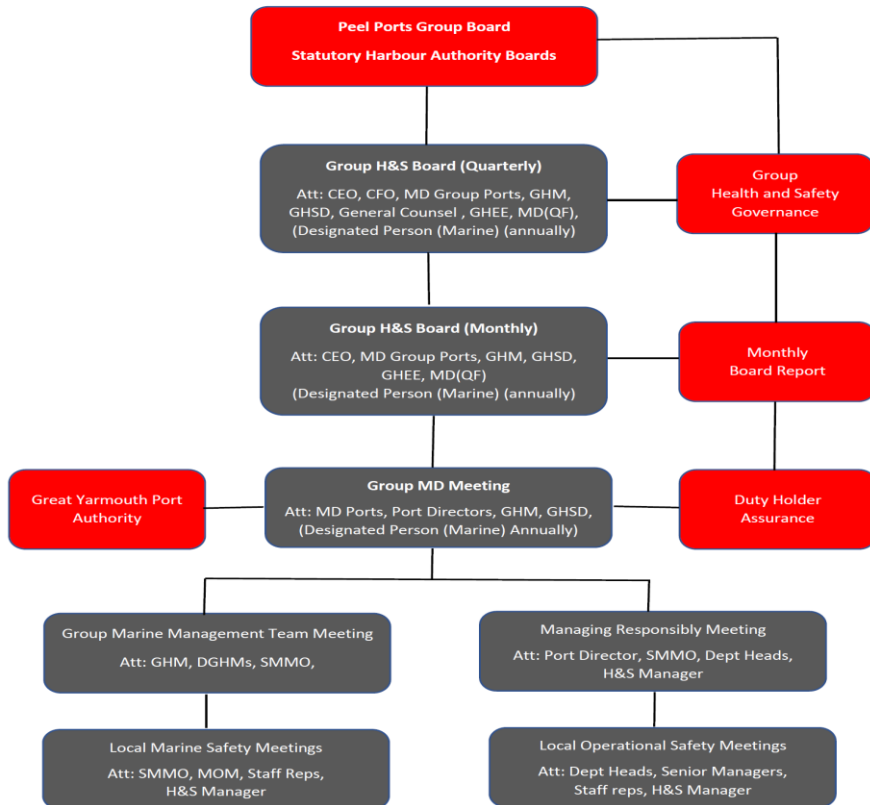 Peel Ports Group Board
Statutory Harbour Authority Boards
Group H&S Board (Quarterly)
Att: CEO, CFO, MD Group Ports, GHM,
GHSD, General Counsel , GHEE, MD(QF),
(Designated Person (Marine) (annually)
Group
Health and Safety
Governance
Group H&S Board (Monthly)
Att: CEO, MD Group Ports, GHM, GHSD,
GHEE, MD(QF)
(Designated Person (Marine) (annually)
Monthly
Board Report
Great Yarmouth Port
Authority
Group MD Meeting
Att: MD Ports, Port Directors, GHM, GHSD,
(Designated Person (Marine) Annually)
Duty Holder
Assurance
Group Marine Management Team Meeting
Att: GHM, DGHMs, SMMO,
Managing Responsibly Meeting
Att: Port Director, SMMO, Dept Heads,
H&S Manager
Local Marine Safety Meetings
Att: SMMO, MOM, Staff Reps,
H&S Manager
Local Operational Safety Meetings
Att: Dept Heads, Senior Managers,
Staff reps, H&S Manager